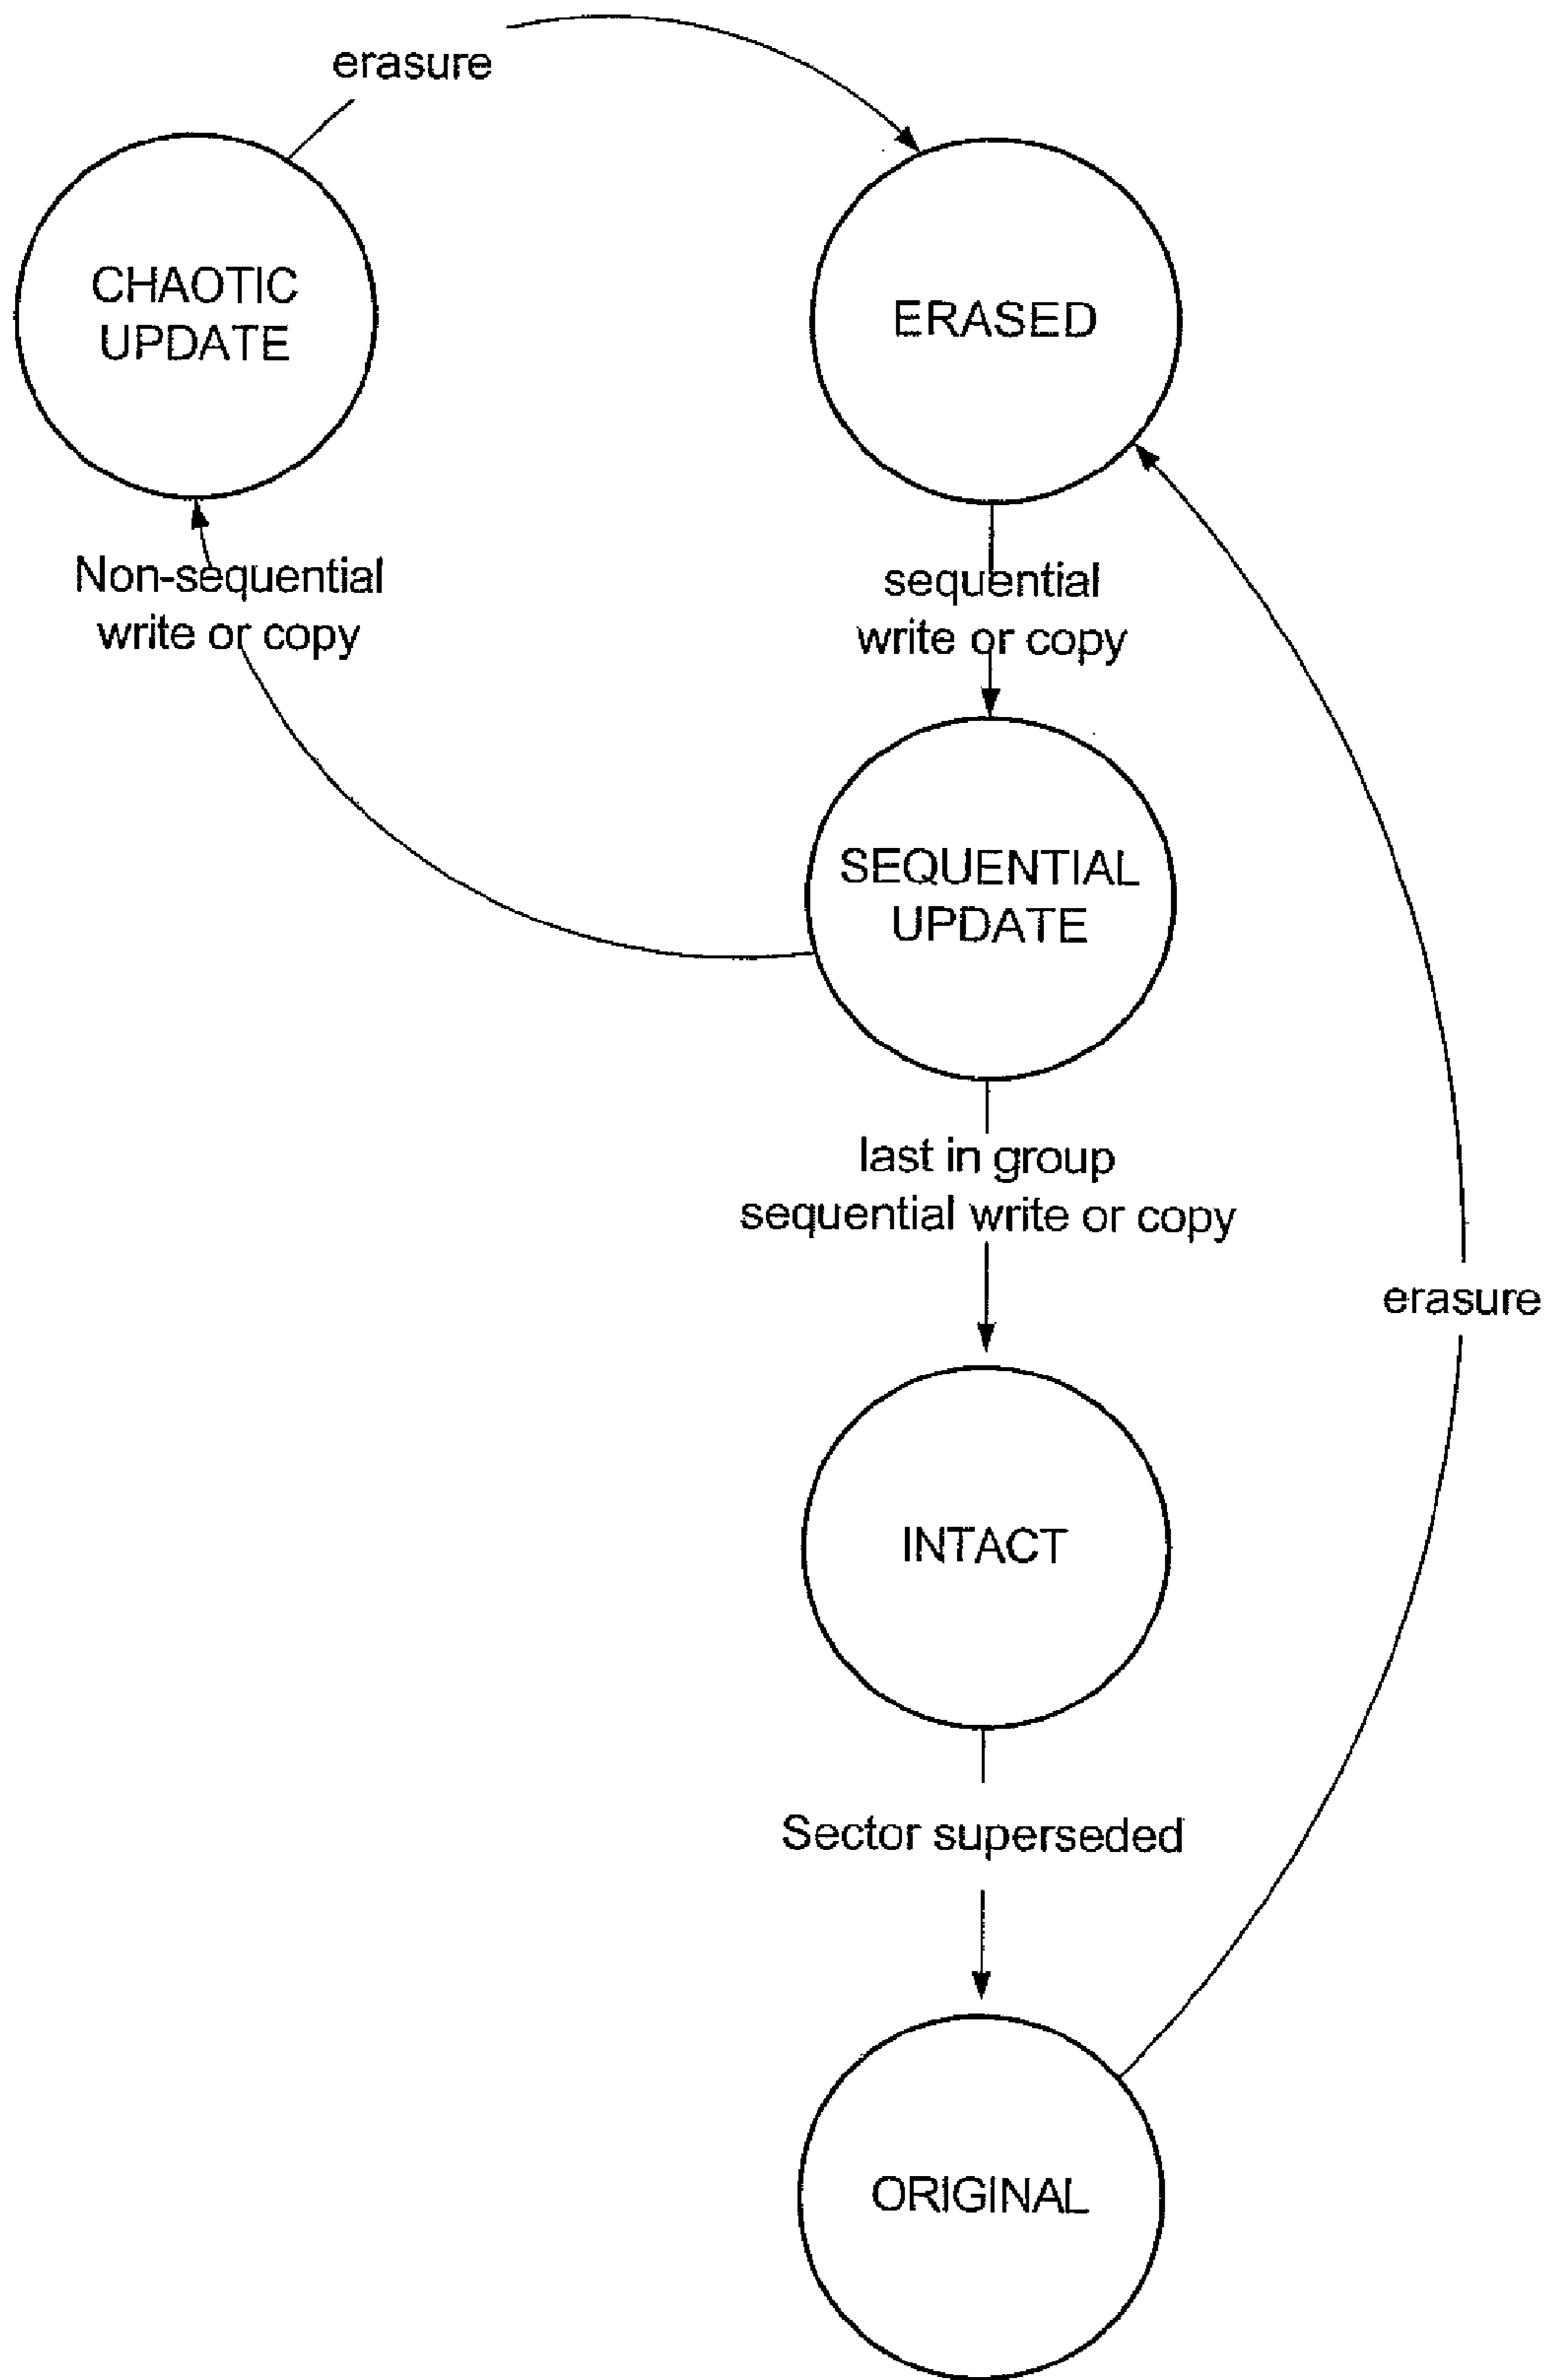 erasure
CHAOTIC
UPDATE
ERASED
Non-sequential
write or copy
sequential
write or copy
SEQUENTIAL
UPDATE
last in group
sequential write or copy
erasure
INTACT
Sector superseded
ORIGINAL